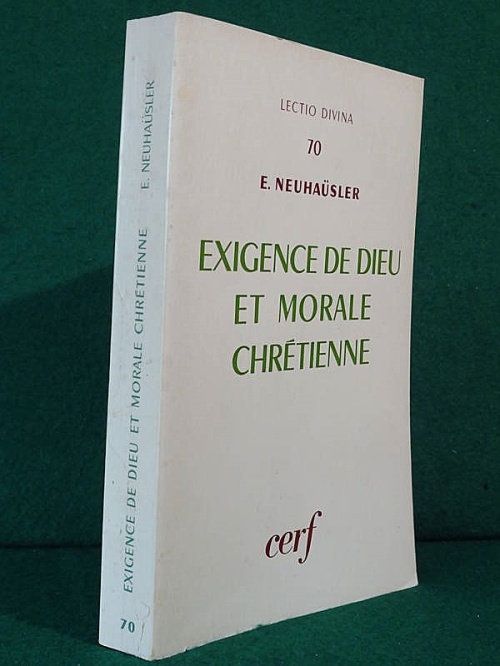 LECTIO DIVINA
70
E. NEUHAÜSLER
EXIGENCE DE DIEU
ET MORALE
CHRÉTIENNE
cerf
70 EXIGENCE DE DIEU ET MORALE CHRÉTIENNE E. NEUHAÜSLER